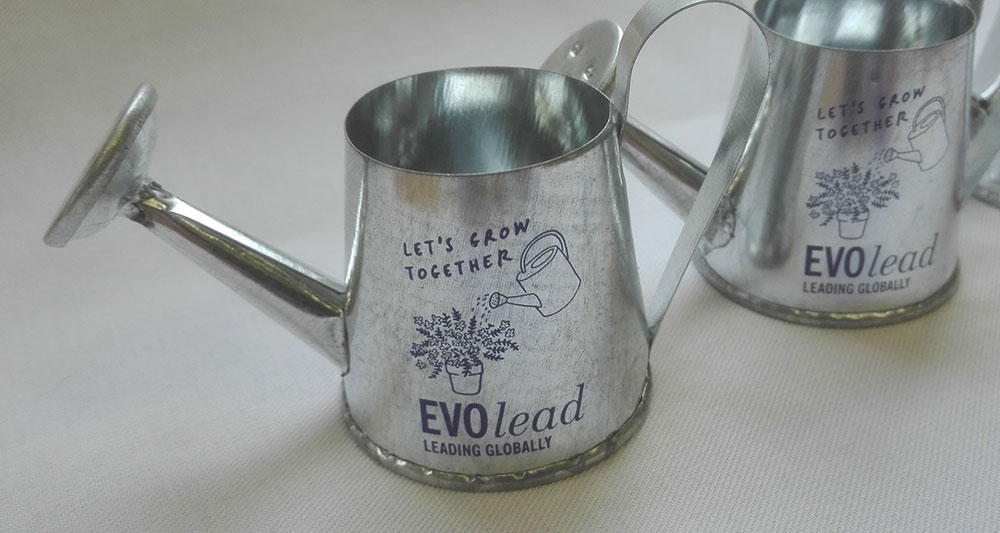 LET'S GROW
TOGETHER
EVOlead
LEADING GLOBALLY
LET'S GROW
TOGETHER
EVOlead
LEADING GLOBALLY